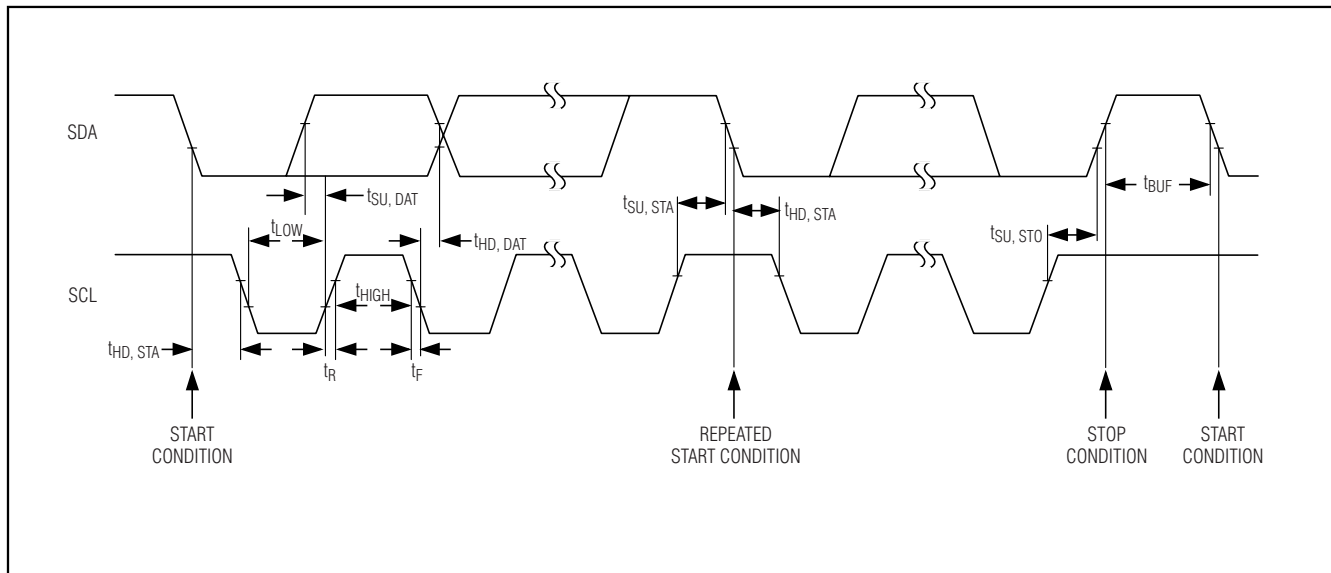 SDA
tSU, DAT
tLOW
tHD, DAT
tSU, STA
tHD, STA
tBUF
tSU, STO
SCL
tHIGH
tHD, STA
tR
tF
START
CONDITION
REPEATED
START CONDITION
STOP
CONDITION
START
CONDITION